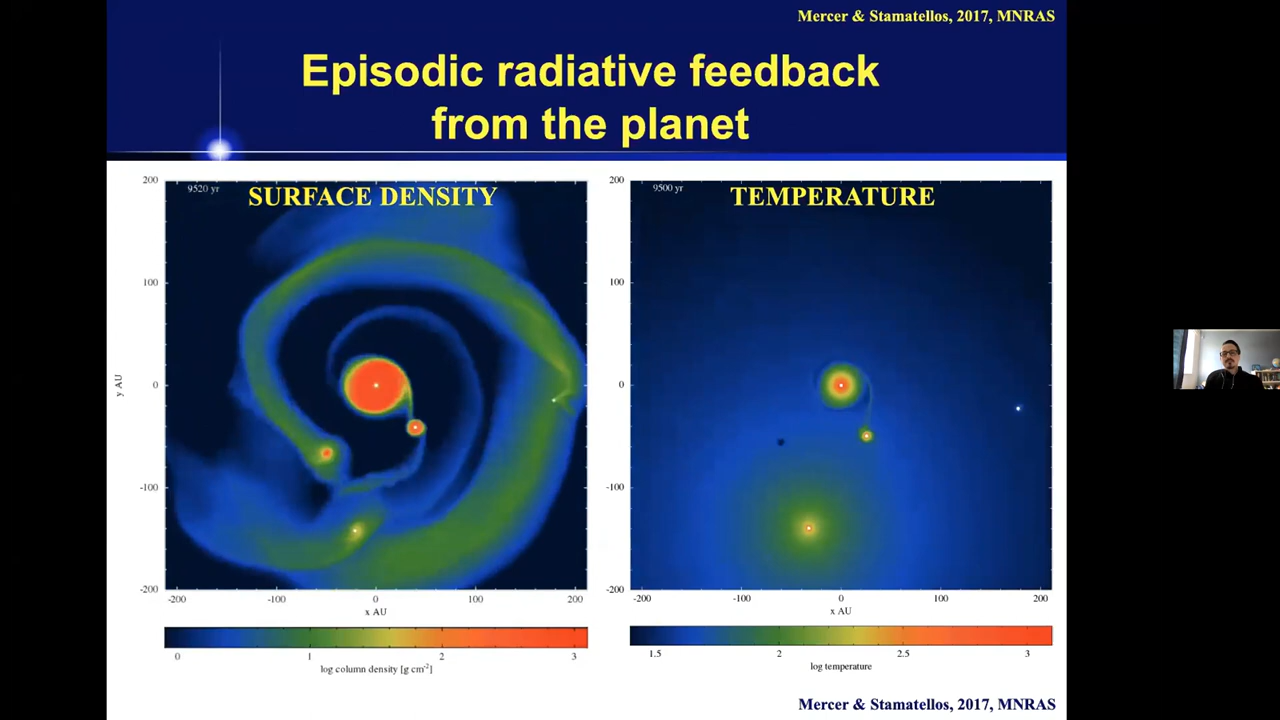 Mercer & Stamatellos, 2017, MNRAS
Episodic radiative feedback
from the planet
9520 yr
SURFACE DENSITY
200
100
0
-100
-200
y AU
-200
-100
0
100
200
x AU
0
1
2
3
log column density [g cm⁻²]
9500 yr
TEMPERATURE
200
100
0
-100
-200
-200
-100
0
100
200
x AU
1.5
2
2.5
3
log temperature
Mercer & Stamatellos, 2017, MNRAS